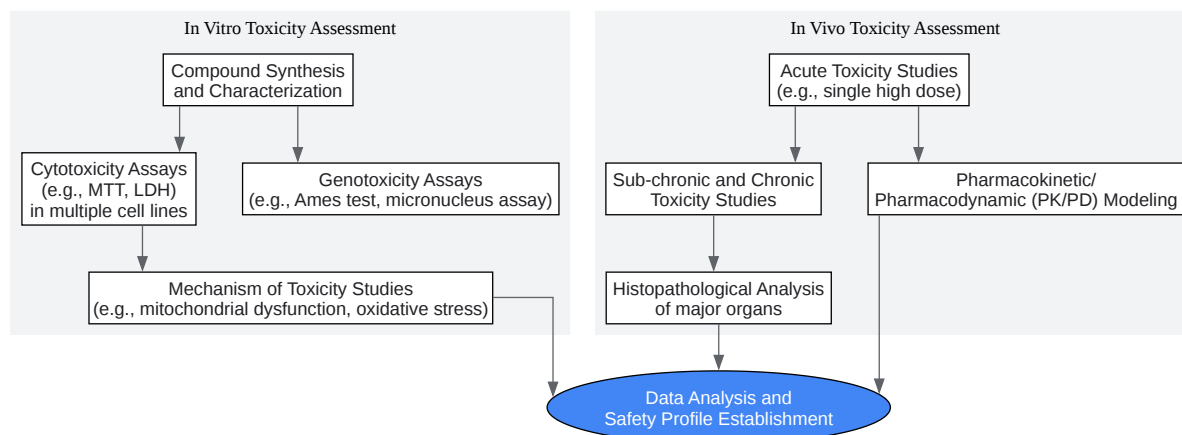 In Vitro Toxicity Assessment
Compound Synthesis
and Characterization
Cytotoxicity Assays
(e.g., MTT, LDH)
in multiple cell lines
Genotoxicity Assays
(e.g., Ames test, micronucleus assay)
Mechanism of Toxicity Studies
(e.g., mitochondrial dysfunction, oxidative stress)
In Vivo Toxicity Assessment
Acute Toxicity Studies
(e.g., single high dose)
Sub-chronic and Chronic
Toxicity Studies
Pharmacokinetic/
Pharmacodynamic (PK/PD) Modeling
Histopathological Analysis
of major organs
Data Analysis and
Safety Profile Establishment